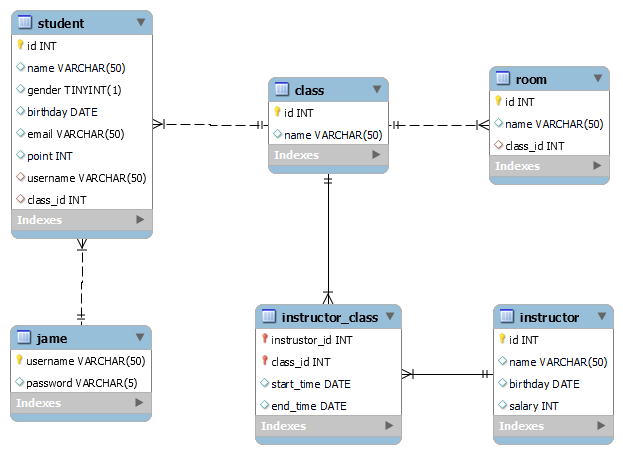 student
id INT
name VARCHAR(50)
gender TINYINT(1)
birthday DATE
email VARCHAR(50)
point INT
username VARCHAR(50)
class_id INT
Indexes
class
id INT
name VARCHAR(50)
Indexes
room
id INT
name VARCHAR(50)
class_id INT
Indexes
jame
username VARCHAR(50)
password VARCHAR(5)
Indexes
instructor_class
instrustor_id INT
class_id INT
start_time DATE
end_time DATE
Indexes
instructor
id INT
name VARCHAR(50)
birthday DATE
salary INT
Indexes